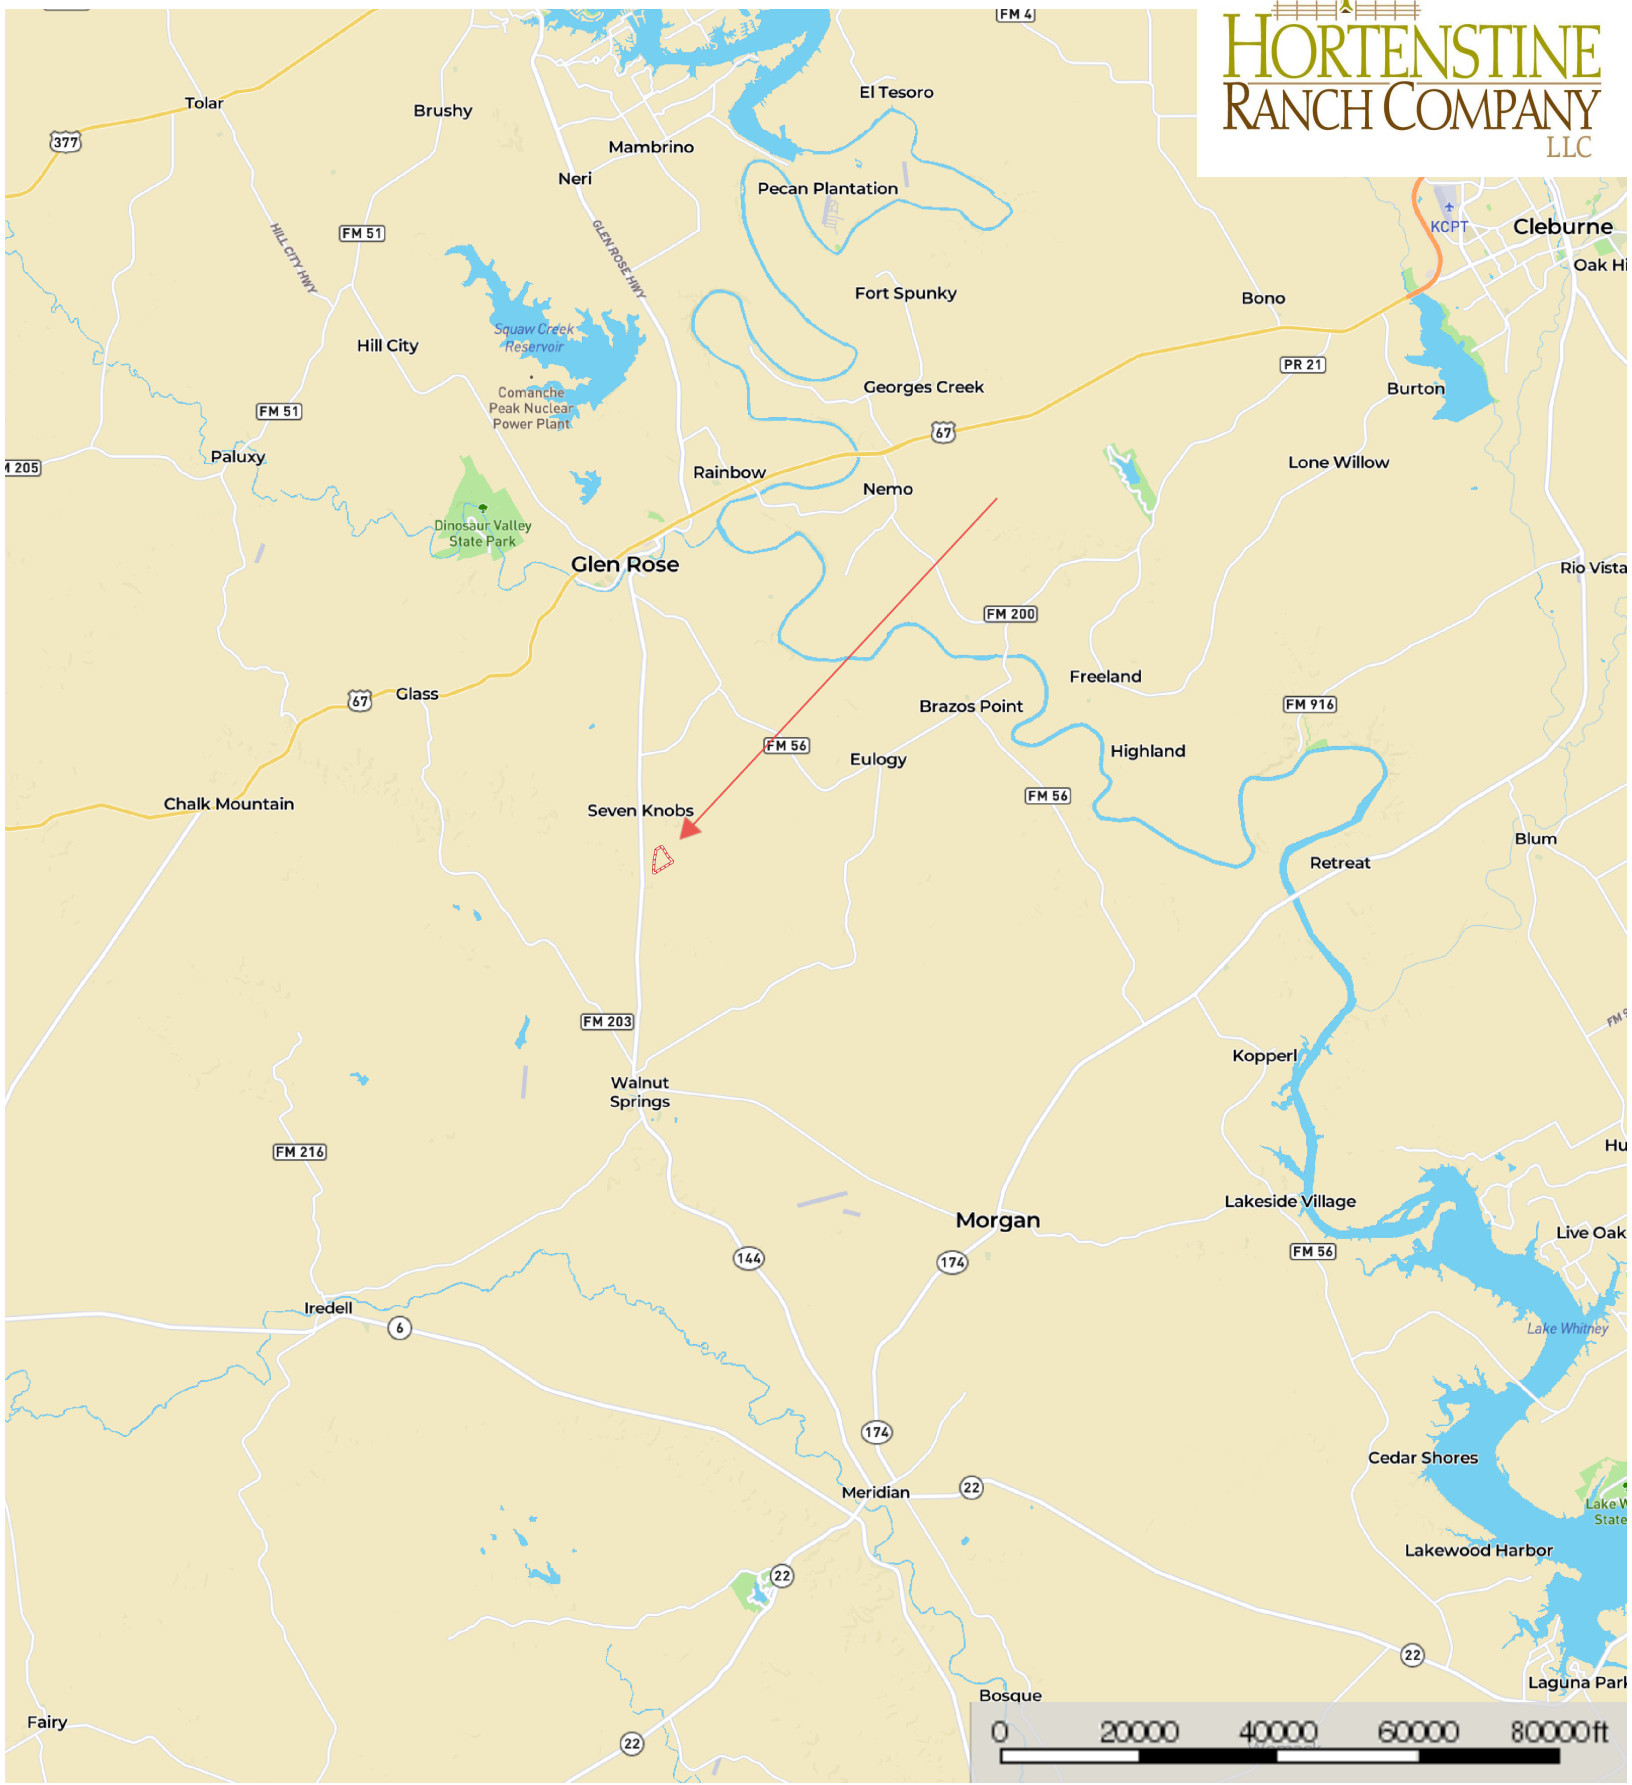 FM 4
HORTENSTINE
RANCH COMPANY
LLC
El Tesoro
Tolar
Brushy
377
Mambrino
Neri
Pecan Plantation
KCPT
Cleburne
FM 51
HILL CITY HWY
GLEN ROSE HWY
Oak Hi
Fort Spunky
Bono
Squaw Creek
Reservoir
Hill City
PR 21
Georges Creek
Burton
Comanche
Peak Nuclear
Power Plant
FM 51
67
Paluxy
Lone Willow
M 205
Rainbow
Nemo
Dinosaur Valley
State Park
Glen Rose
Rio Vista
FM 200
Freeland
Glass
67
Brazos Point
FM 916
FM 56
Highland
Eulogy
Chalk Mountain
FM 56
Seven Knobs
Blum
Retreat
FM 203
FM 9
Kopperl
Walnut
Springs
FM 216
Hu
Lakeside Village
Morgan
Live Oak
FM 56
144
174
Iredell
6
Lake Whitney
174
Cedar Shores
22
Meridian
Lake W
State
Lakewood Harbor
22
22
Laguna Park
Bosque
Fairy
22
0 20000 40000 60000 80000ft